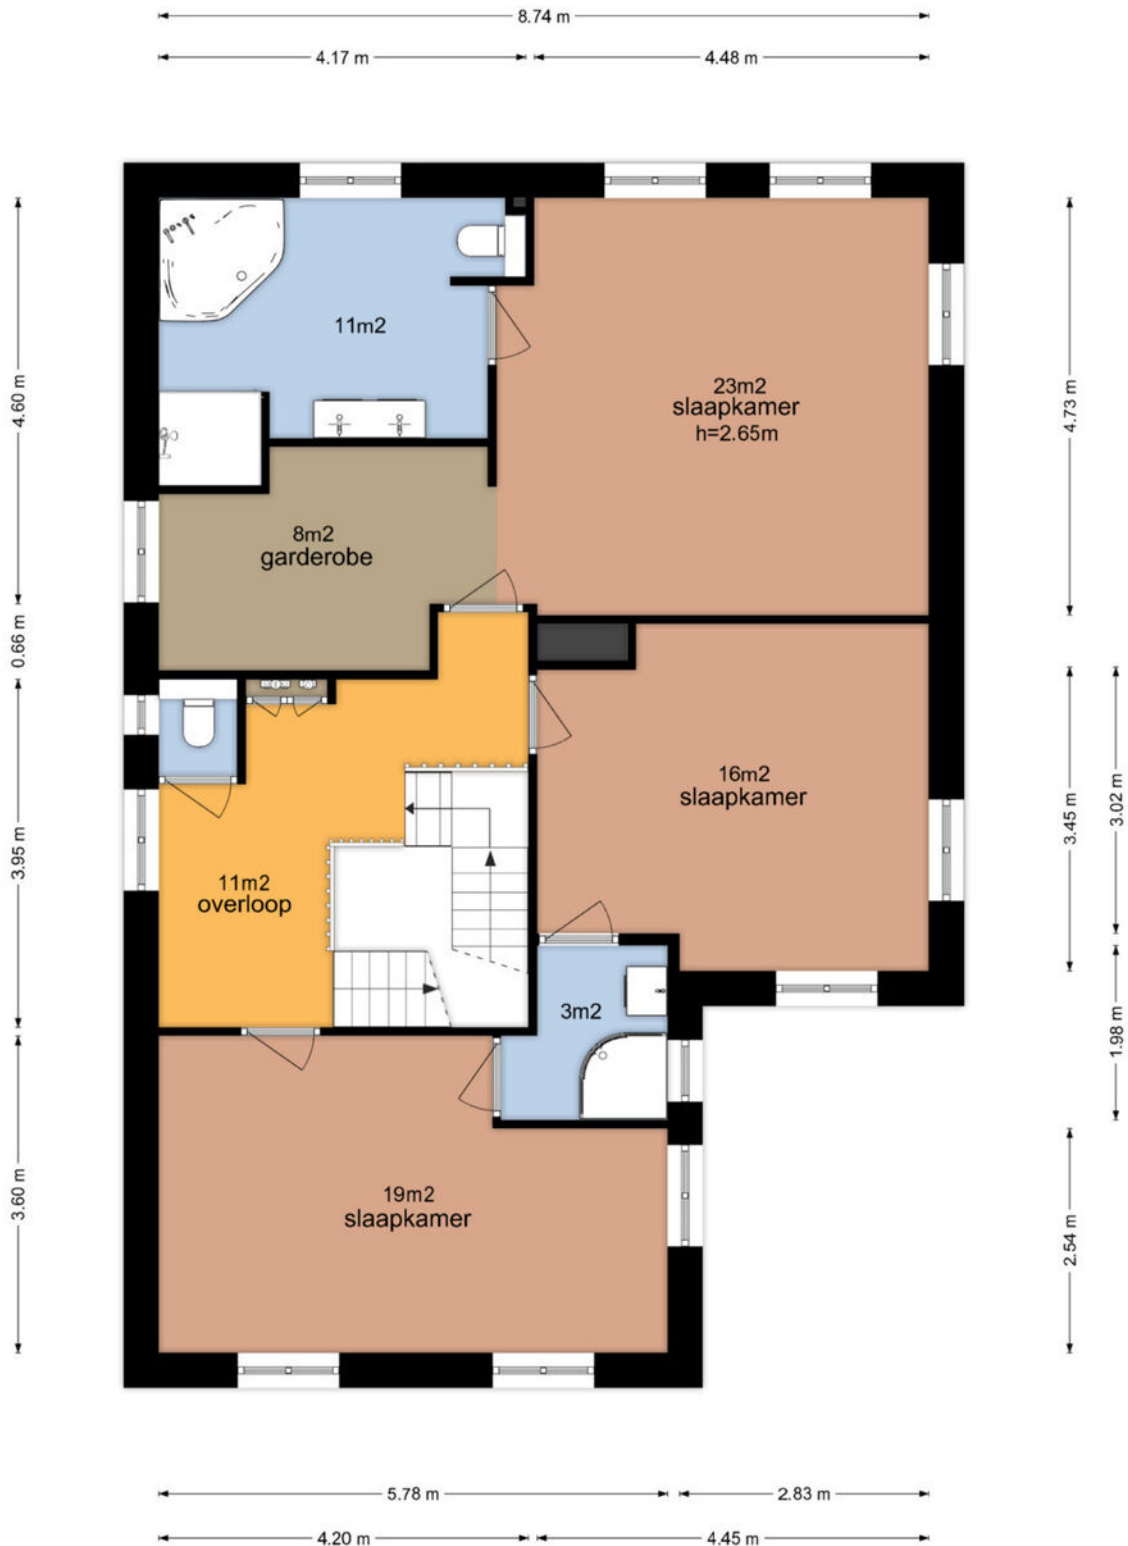 8.74 m
4.17 m
4.48 m
11m2
23m2
slaapkamer
h=2.65m
4.60 m
4.73 m
8m2
garderobe
0.66 m
16m2
slaapkamer
3.02 m
3.45 m
3.95 m
11m2
overloop
3m2
1.98 m
19m2
slaapkamer
3.60 m
2.54 m
5.78 m
2.83 m
4.20 m
4.45 m